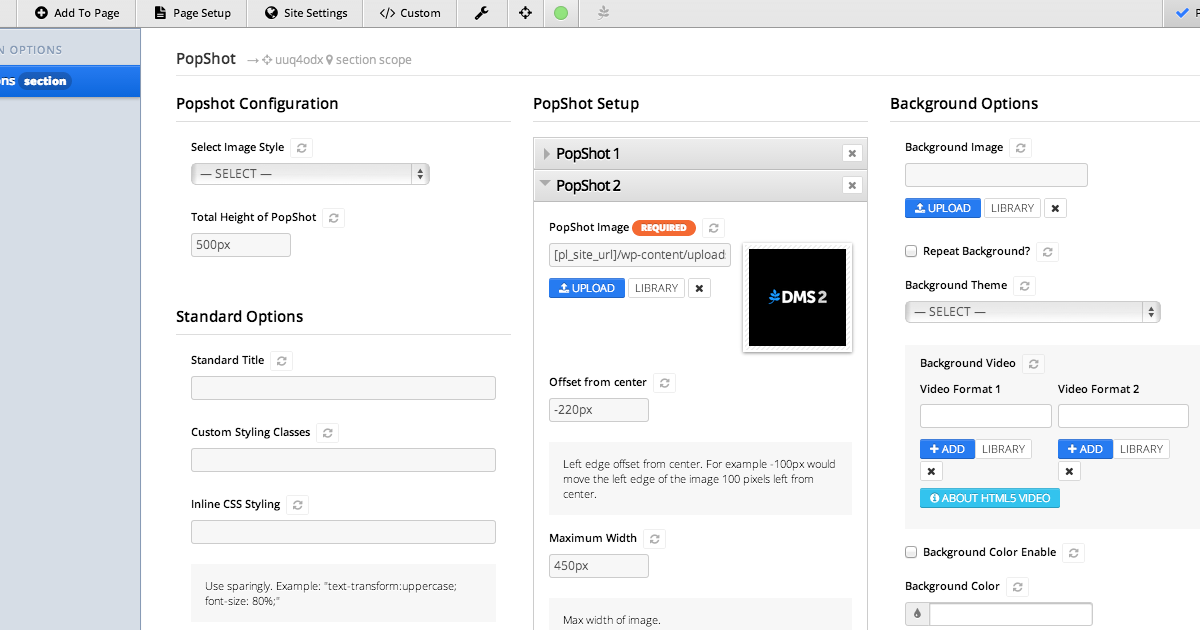 Add To Page
Page Setup
Site Settings
</> Custom
P
N OPTIONS
ons section
PopShot → uuq4odx section scope
Popshot Configuration
Select Image Style
— SELECT —
Total Height of PopShot
500px
Standard Options
Standard Title
Custom Styling Classes
Inline CSS Styling
Use sparingly. Example: "text-transform:uppercase;
font-size: 80%;"
PopShot Setup
PopShot 1
PopShot 2
PopShot Image REQUIRED
[pl_site_url]/wp-content/upload
UPLOAD LIBRARY
DMS 2
Offset from center
-220px
Left edge offset from center. For example -100px would
move the left edge of the image 100 pixels left from
center.
Maximum Width
450px
Max width of image.
Background Options
Background Image
UPLOAD LIBRARY
Repeat Background?
Background Theme
— SELECT —
Background Video
Video Format 1
+ ADD LIBRARY
Video Format 2
+ ADD LIBRARY
ABOUT HTML5 VIDEO
Background Color Enable
Background Color